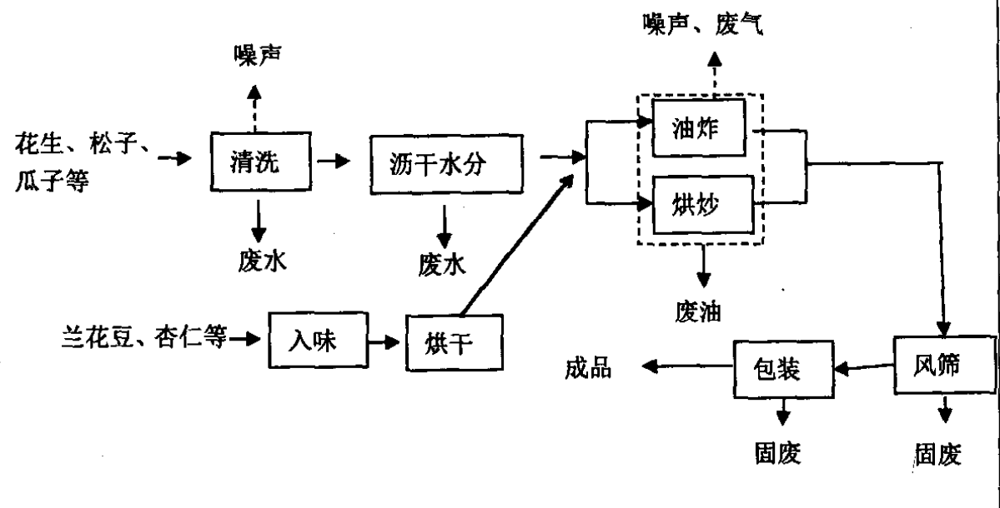 噪声、废气
噪声
花生、松子、
瓜子等
清洗
沥干水分
油炸
烘炒
废水
废水
废油
兰花豆、杏仁等
入味
烘干
成品
包装
风筛
固废
固废